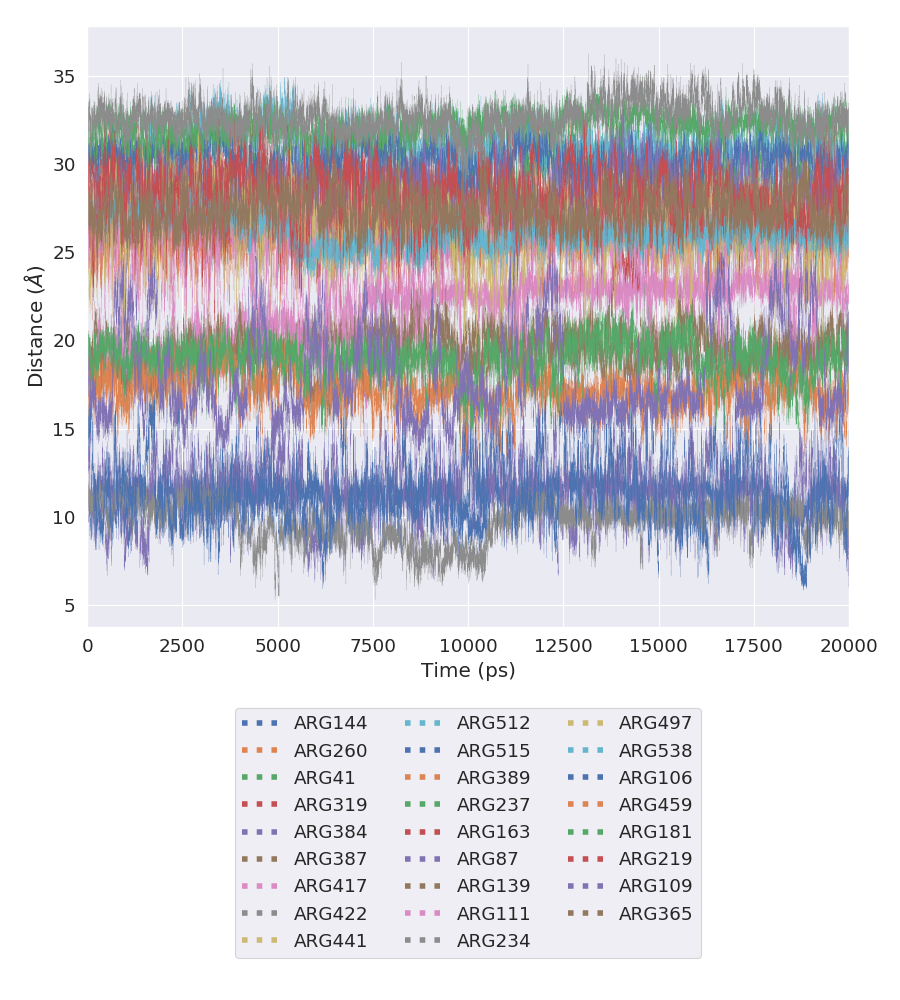 35
30
25
20
15
10
5
Distance (Å)
0 2500 5000 7500 10000 12500 15000 17500 20000
Time (ps)
ARG144 ARG512 ARG497
ARG260 ARG515 ARG538
ARG41 ARG389 ARG106
ARG319 ARG237 ARG459
ARG384 ARG163 ARG181
ARG387 ARG87 ARG219
ARG417 ARG139 ARG109
ARG422 ARG111 ARG365
ARG441 ARG234